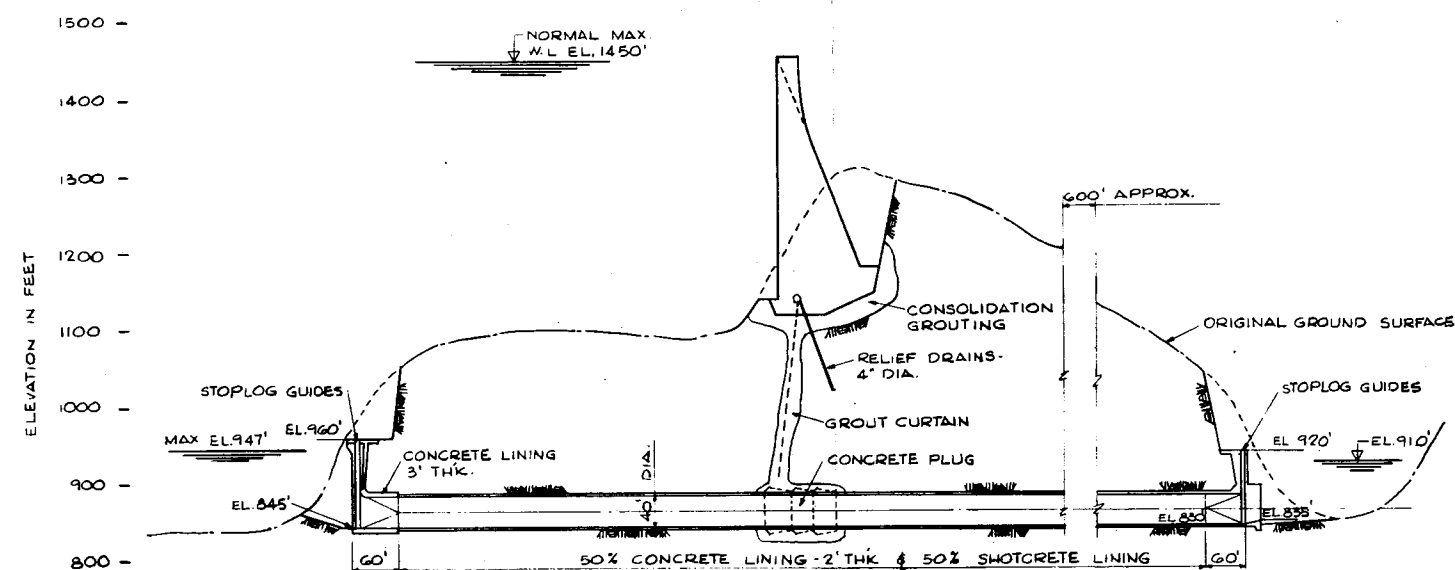 1500
NORMAL MAX.
W.L EL. 1450'
1400
1300
600' APPROX.
1200
ELEVATION IN FEET
CONSOLIDATION
GROUTING
1100
ORIGINAL GROUND SURFACE
RELIEF DRAINS-
4" DIA.
STOPLOG GUIDES
STOPLOG GUIDES
1000
GROUT CURTAIN
EL.960'
MAX EL.947'
EL 920'
EL.910'
CONCRETE LINING
3' THK.
CONCRETE PLUG
DIA.
900
EL.845'
EL 830'
EL 835'
800
60'
50% CONCRETE LINING - 2' THK & 50% SHOTCRETE LINING
60'